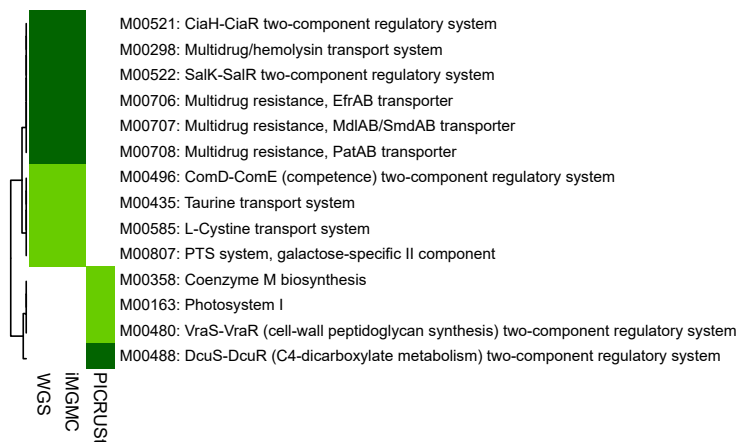 M00521: CiaH-CiaR two-component regulatory system
M00298: Multidrug/hemolysin transport system
M00522: SalK-SalR two-component regulatory system
M00706: Multidrug resistance, EfrAB transporter
M00707: Multidrug resistance, MdlAB/SmdAB transporter
M00708: Multidrug resistance, PatAB transporter
M00496: ComD-ComE (competence) two-component regulatory system
M00435: Taurine transport system
M00585: L-Cystine transport system
M00807: PTS system, galactose-specific II component
M00358: Coenzyme M biosynthesis
M00163: Photosystem I
M00480: VraS-VraR (cell-wall peptidoglycan synthesis) two-component regulatory system
M00488: DcuS-DcuR (C4-dicarboxylate metabolism) two-component regulatory system
WGS
iMGMC
PICRUSt